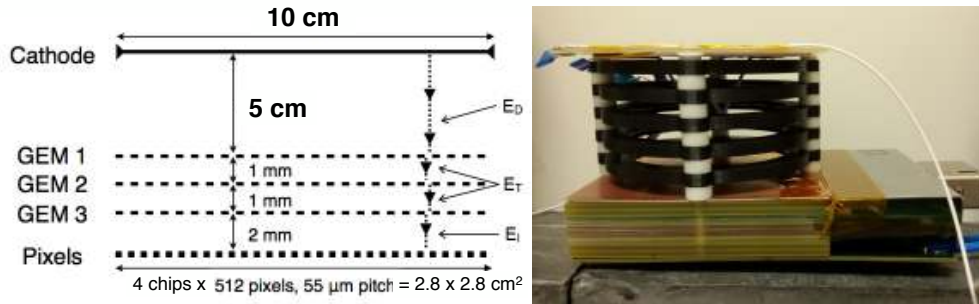 10 cm
Cathode
5 cm
E_D
GEM 1
1 mm
GEM 2
E_T
1 mm
GEM 3
2 mm
E_I
Pixels
4 chips x 512 pixels, 55 µm pitch = 2.8 x 2.8 cm²